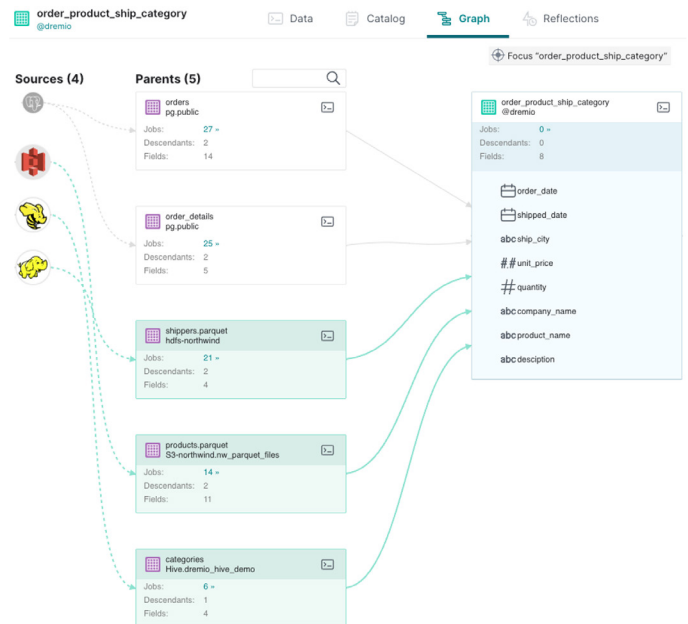 order_product_ship_category
@dremio
Data
Catalog
Graph
Reflections
Focus "order_product_ship_category"
Sources (4)
Parents (5)
orders
pg.public
Jobs: 27 »
Descendants: 2
Fields: 14
order_details
pg.public
Jobs: 25 »
Descendants: 2
Fields: 5
shippers.parquet
hdfs-northwind
Jobs: 21 »
Descendants: 2
Fields: 4
products.parquet
S3-northwind.nw_parquet_files
Jobs: 14 »
Descendants: 2
Fields: 11
categories
Hive.dremio_hive_demo
Jobs: 6 »
Descendants: 1
Fields: 4
order_product_ship_category
@dremio
Jobs: 0 »
Descendants: 0
Fields: 8
order_date
shipped_date
abc ship_city
#.# unit_price
# quantity
abc company_name
abc product_name
abc desciption